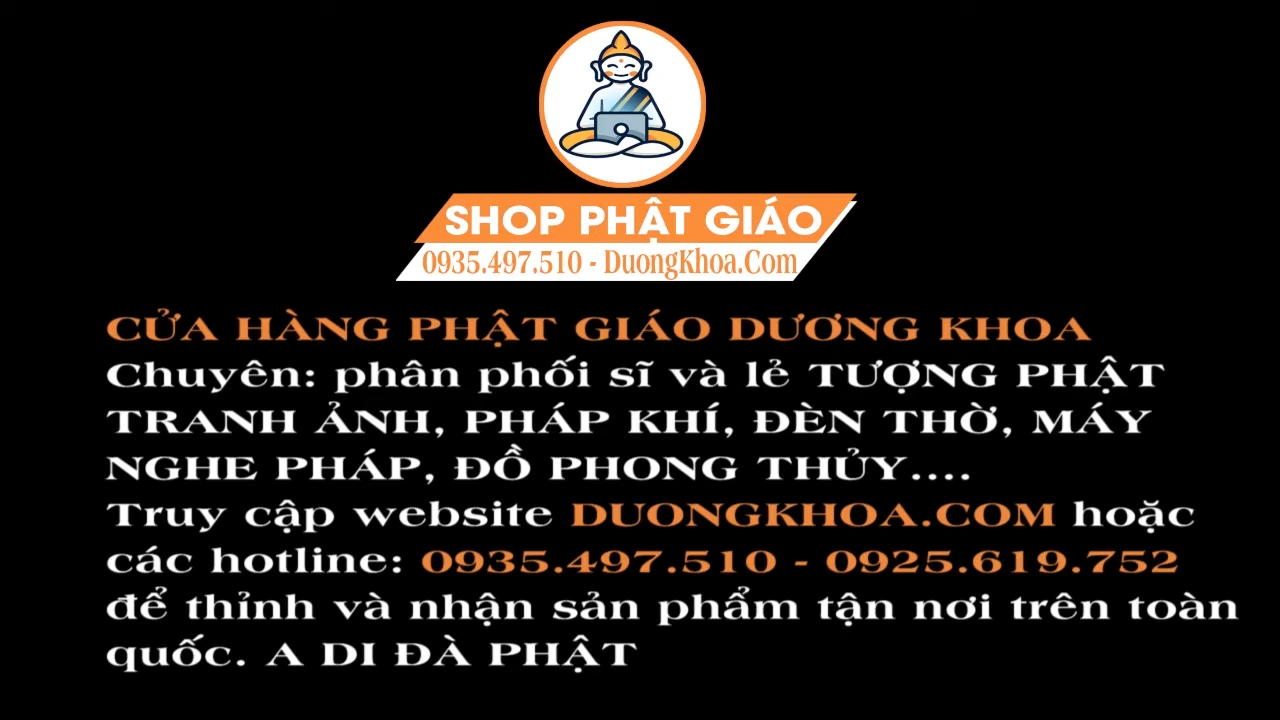 SHOP PHẬT GIÁO
0935.497.510 - DuongKhoa.Com
CỬA HÀNG PHẬT GIÁO DƯƠNG KHOA
Chuyên: phân phối sĩ và lẻ TƯỢNG PHẬT
TRANH ẢNH, PHÁP KHÍ, ĐÈN THỜ, MÁY
NGHE PHÁP, ĐỒ PHONG THỦY....
Truy cập website DUONGKHOA.COM hoặc
các hotline: 0935.497.510 - 0925.619.752
để thỉnh và nhận sản phẩm tận nơi trên toàn
quốc. A DI ĐÀ PHẬT